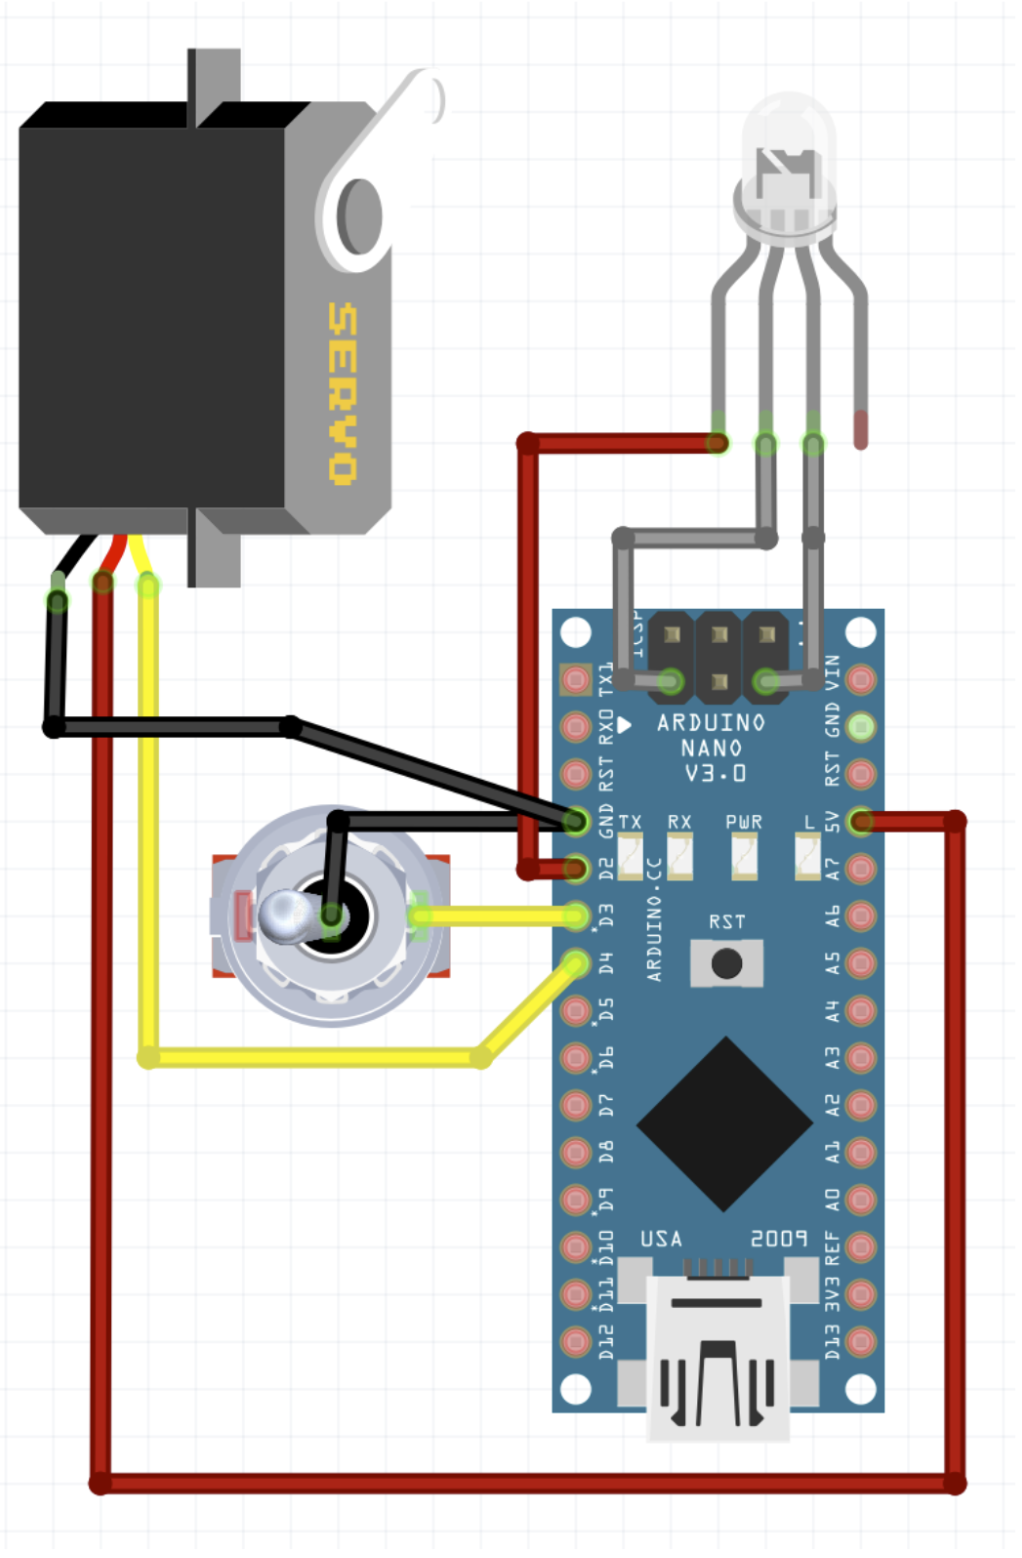 SERVO
ICSP
TX1
RX0
RST
GND
D2
*D3
D4
*D5
*D6
D7
D8
*D9
*D10
*D11
D12
VIN
GND
RST
5V
A7
A6
A5
A4
A3
A2
A1
A0
REF
3V3
D13
ARDUINO
NANO
V3.0
TX RX PWR L
ARDUINO.CC
RST
USA 2009